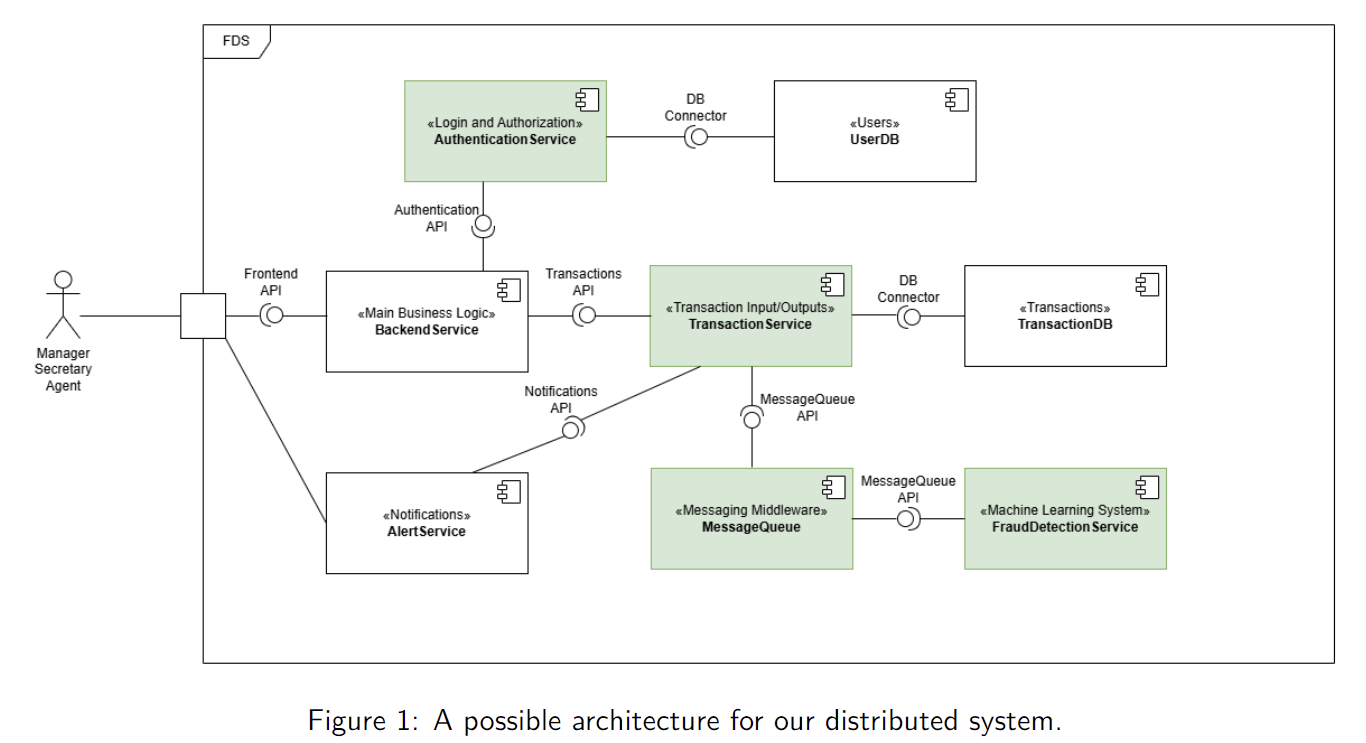 FDS
«Login and Authorization»
AuthenticationService
DB
Connector
«Users»
UserDB
Authentication
API
Manager
Secretary
Agent
Frontend
API
«Main Business Logic»
BackendService
Transactions
API
«Transaction Input/Outputs»
TransactionService
DB
Connector
«Transactions»
TransactionDB
Notifications
API
MessageQueue
API
«Notifications»
AlertService
«Messaging Middleware»
MessageQueue
MessageQueue
API
«Machine Learning System»
FraudDetectionService
Figure 1: A possible architecture for our distributed system.